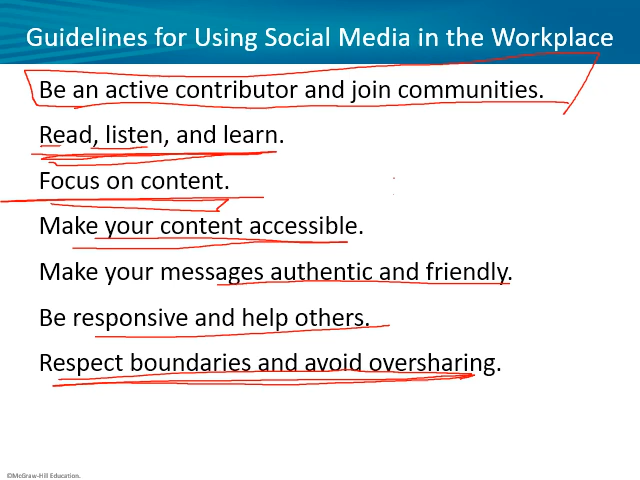 Guidelines for Using Social Media in the Workplace
Be an active contributor and join communities.
Read, listen, and learn.
Focus on content.
Make your content accessible.
Make your messages authentic and friendly.
Be responsive and help others.
Respect boundaries and avoid oversharing.
©McGraw-Hill Education.